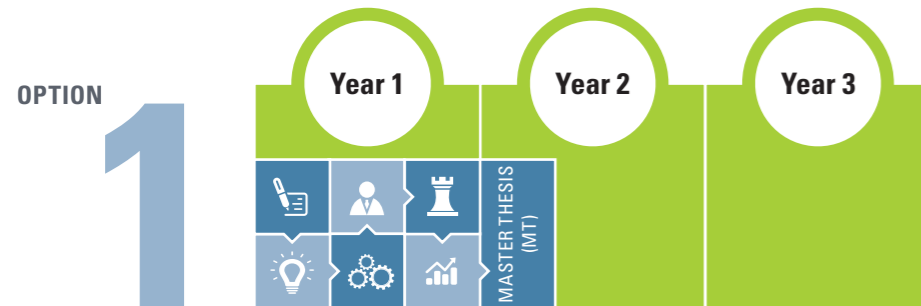 OPTION
1
Year 1
Year 2
Year 3
MASTER THESIS
(MT)